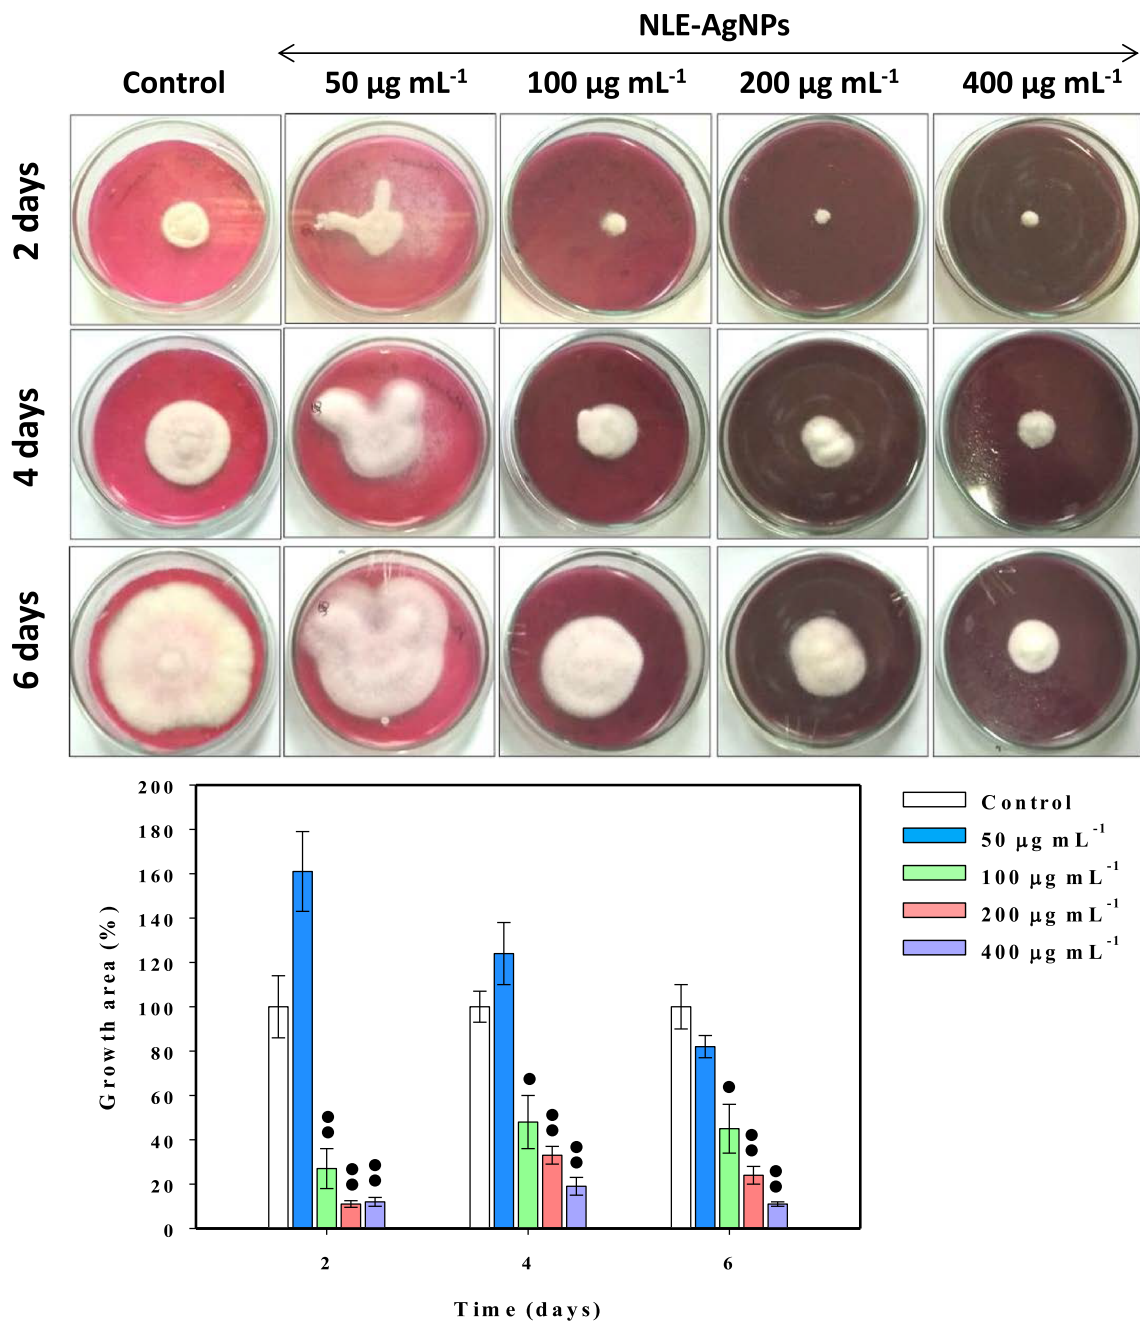 NLE-AgNPs
Control 50 µg mL⁻¹ 100 µg mL⁻¹ 200 µg mL⁻¹ 400 µg mL⁻¹
2 days
4 days
6 days
200
180
160
140
120
100
80
60
40
20
0
Growth area (%)
2 4 6
Time (days)
Control
50 µg mL⁻¹
100 µg mL⁻¹
200 µg mL⁻¹
400 µg mL⁻¹